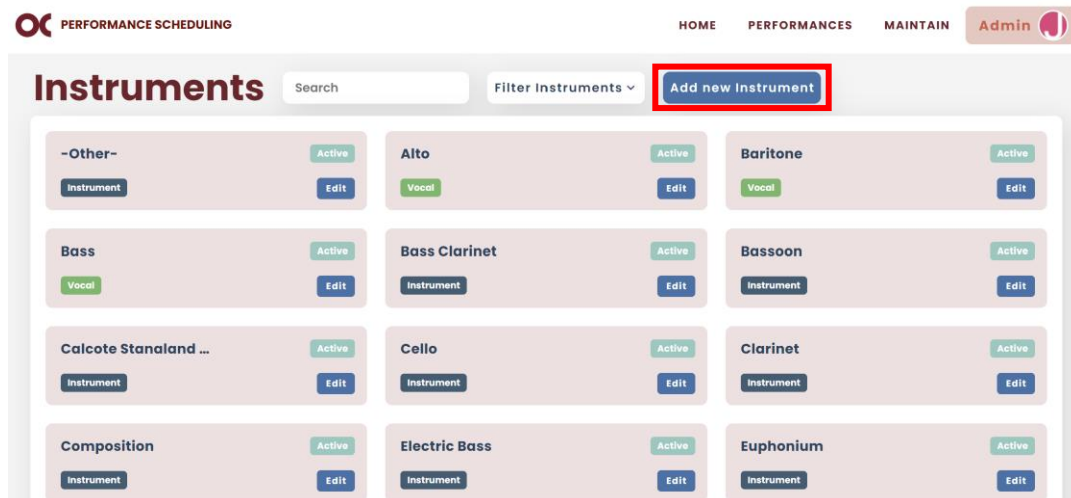 OC PERFORMANCE SCHEDULING HOME PERFORMANCES MAINTAIN Admin J
Instruments Search Filter Instruments Add new Instrument
-Other- Active Alto Active Baritone Active
Instrument Edit Vocal Edit Vocal Edit
Bass Active Bass Clarinet Active Bassoon Active
Vocal Edit Instrument Edit Instrument Edit
Calcote Stanaland ... Active Cello Active Clarinet Active
Instrument Edit Instrument Edit Instrument Edit
Composition Active Electric Bass Active Euphonium Active
Instrument Edit Instrument Edit Instrument Edit